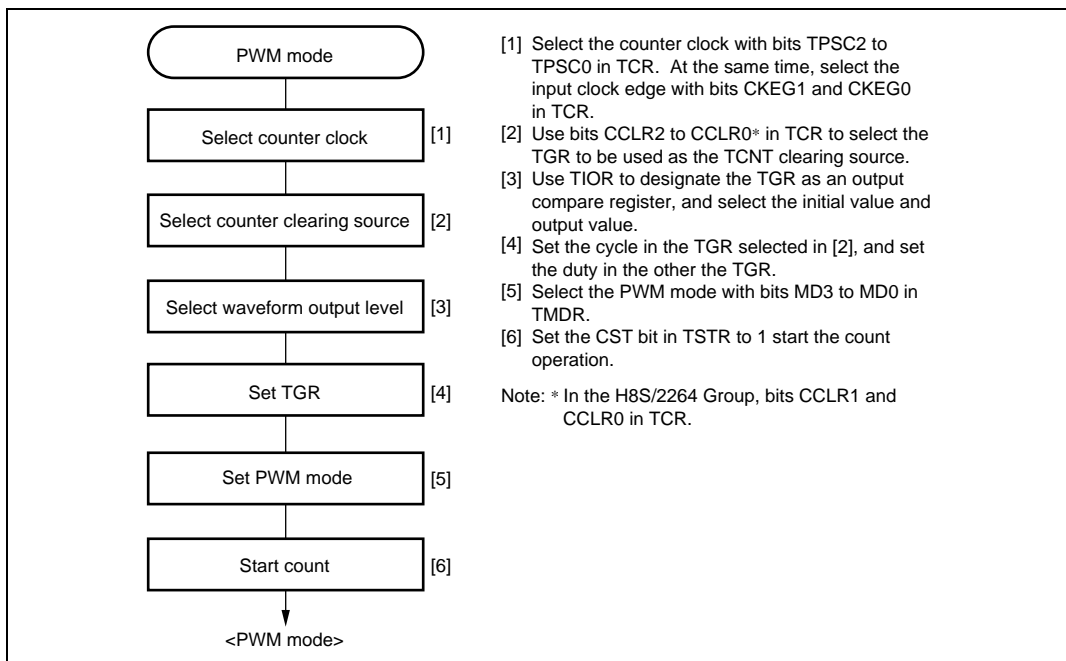 PWM mode
Select counter clock
[1]
Select counter clearing source
[2]
Select waveform output level
[3]
Set TGR
[4]
Set PWM mode
[5]
Start count
[6]
<PWM mode>
[1] Select the counter clock with bits TPSC2 to
TPSC0 in TCR. At the same time, select the
input clock edge with bits CKEG1 and CKEG0
in TCR.
[2] Use bits CCLR2 to CCLR0* in TCR to select the
TGR to be used as the TCNT clearing source.
[3] Use TIOR to designate the TGR as an output
compare register, and select the initial value and
output value.
[4] Set the cycle in the TGR selected in [2], and set
the duty in the other the TGR.
[5] Select the PWM mode with bits MD3 to MD0 in
TMDR.
[6] Set the CST bit in TSTR to 1 start the count
operation.
Note: * In the H8S/2264 Group, bits CCLR1 and
CCLR0 in TCR.